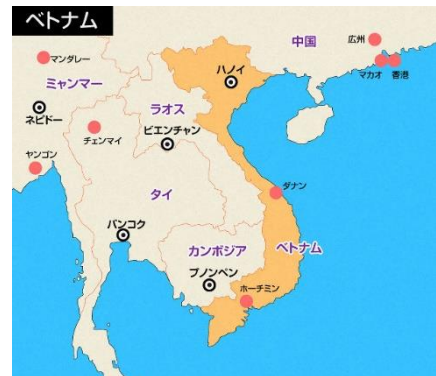 ベトナム
中国
広州
マカオ
香港
マンダレー
ミャンマー
ハノイ
ネピドー
ラオス
チェンマイ
ビエンチャン
ヤンゴン
タイ
ダナン
バンコク
カンボジア
ベトナム
プノンペン
ホーチミン